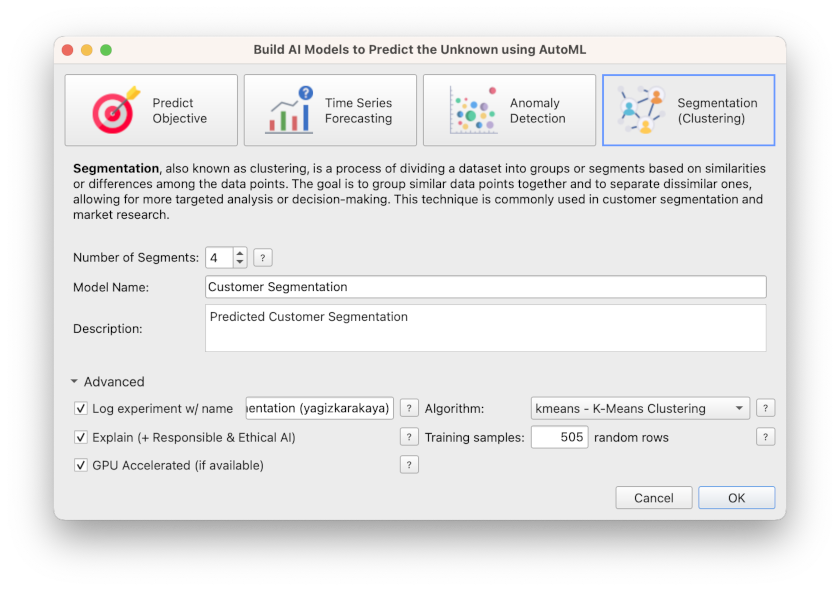 Build AI Models to Predict the Unknown using AutoML
Predict
Objective
?
Time Series
Forecasting
Anomaly
Detection
Segmentation
(Clustering)
Segmentation, also known as clustering, is a process of dividing a dataset into groups or segments based on similarities
or differences among the data points. The goal is to group similar data points together and to separate dissimilar ones,
allowing for more targeted analysis or decision-making. This technique is commonly used in customer segmentation and
market research.
Number of Segments: 4 ?
Model Name: Customer Segmentation
Description: Predicted Customer Segmentation
Advanced
Log experiment w/ name entation (yagizkarakaya) ? Algorithm: kmeans - K-Means Clustering ?
Explain (+ Responsible & Ethical AI) ? Training samples: 505 random rows ?
GPU Accelerated (if available) ?
Cancel OK